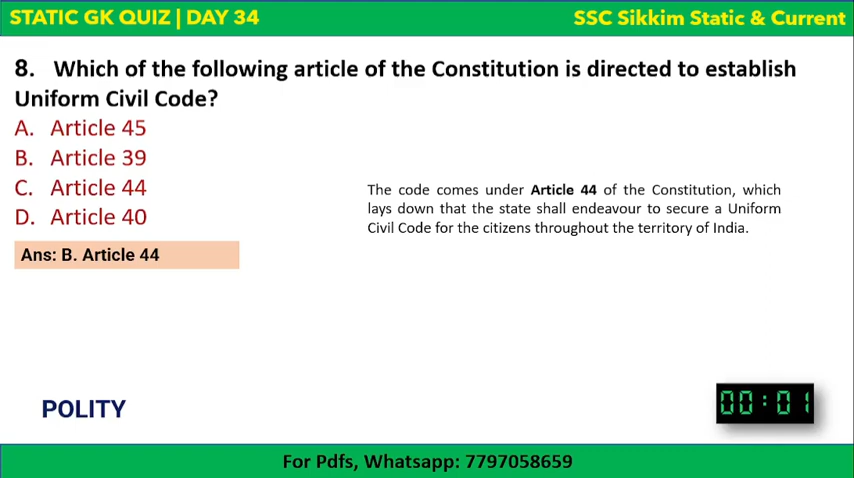 STATIC GK QUIZ | DAY 34
SSC Sikkim Static & Current
8. Which of the following article of the Constitution is directed to establish
Uniform Civil Code?
A. Article 45
B. Article 39
C. Article 44
D. Article 40
The code comes under Article 44 of the Constitution, which
lays down that the state shall endeavour to secure a Uniform
Civil Code for the citizens throughout the territory of India.
Ans: B. Article 44
POLITY
00:01
For Pdfs, Whatsapp: 7797058659